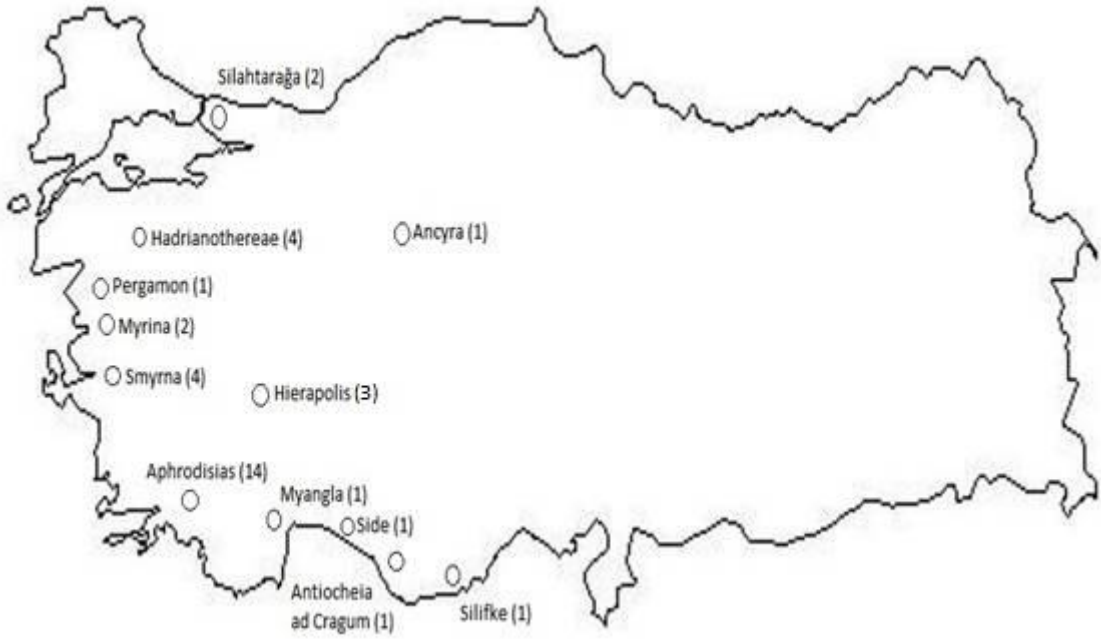 Silahtarağa (2)
Hadrianothereae (4)
Ancyra (1)
Pergamon (1)
Myrina (2)
Smyrna (4)
Hierapolis (3)
Aphrodisias (14)
Myangla (1)
Side (1)
Antiocheia
ad Cragum (1)
Silifke (1)